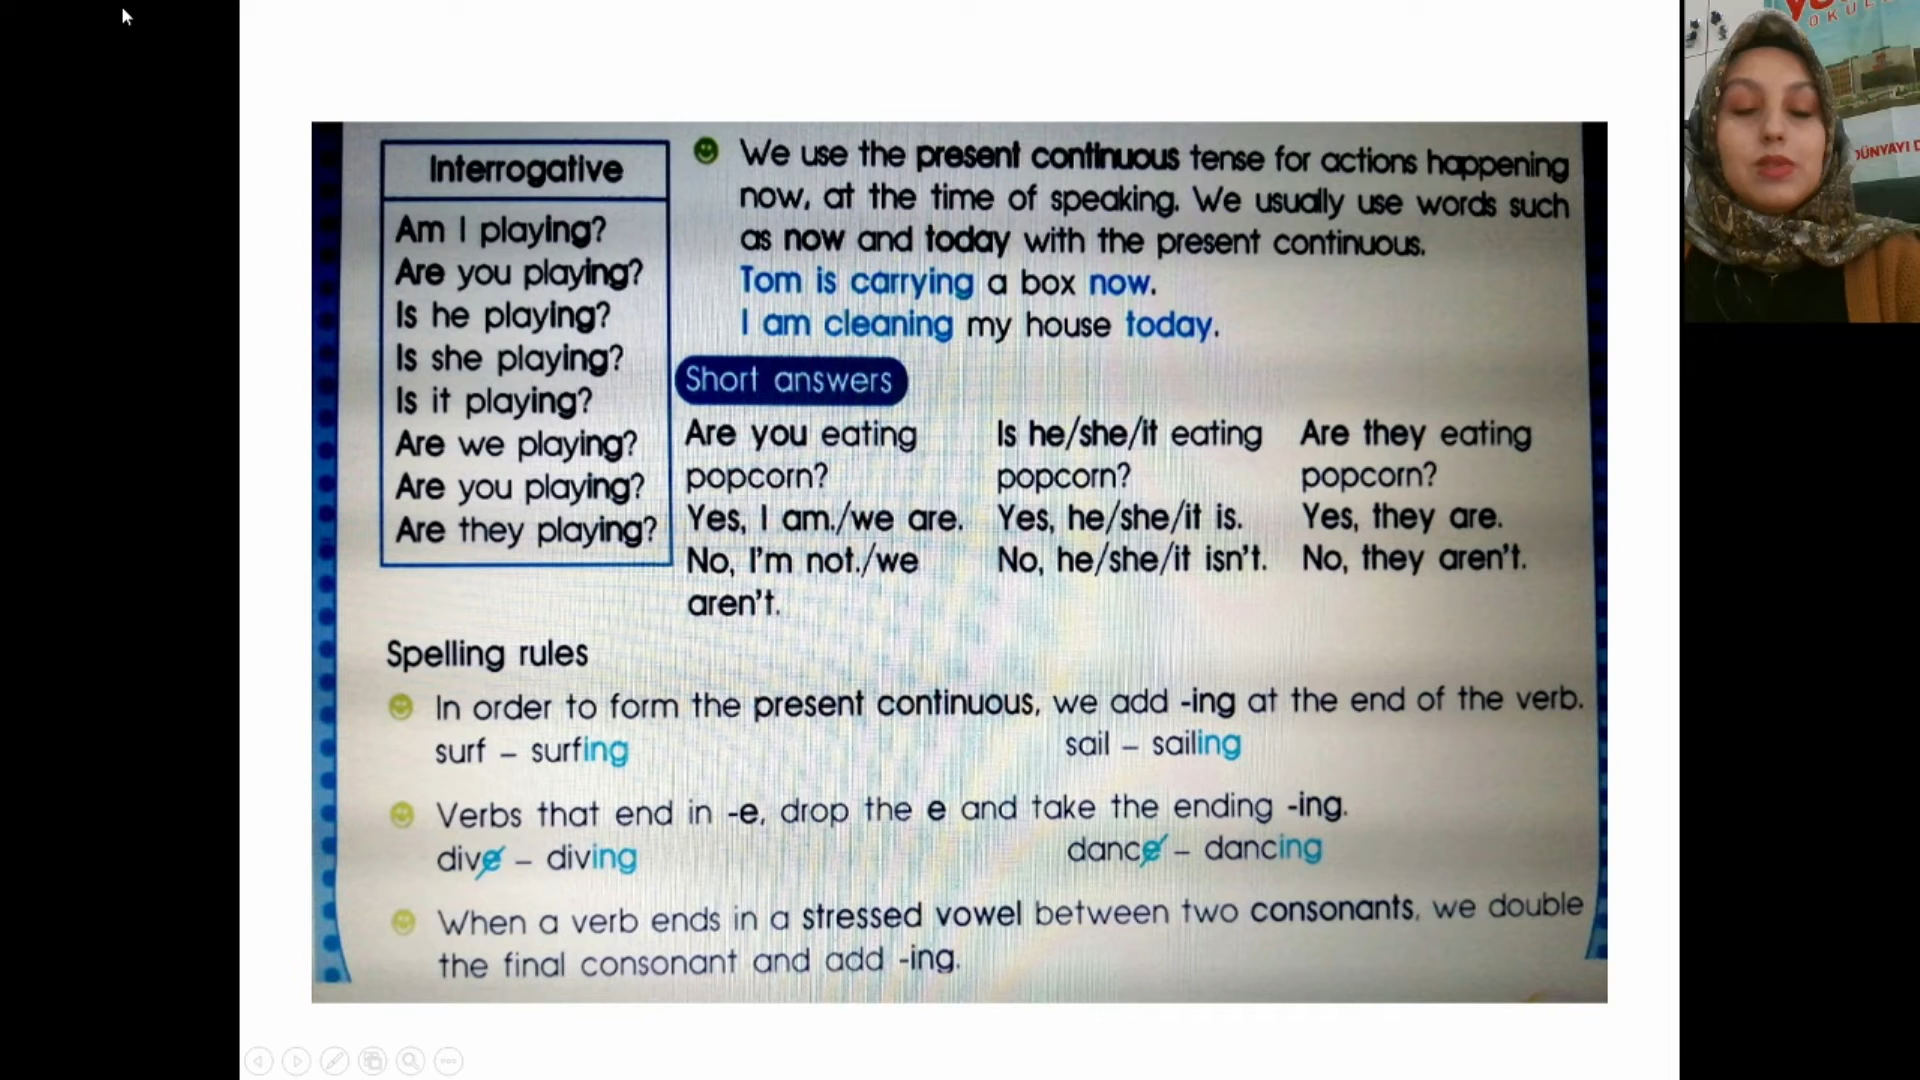 Interrogative
Am I playing?
Are you playing?
Is he playing?
Is she playing?
Is it playing?
Are we playing?
Are you playing?
Are they playing?
We use the present continuous tense for actions happening
now, at the time of speaking. We usually use words such
as now and today with the present continuous.
Tom is carrying a box now.
I am cleaning my house today.
Short answers
Are you eating
popcorn?
Yes, I am./we are.
No, I'm not./we
aren't.
Is he/she/it eating
popcorn?
Yes, he/she/it is.
No, he/she/it isn't.
Are they eating
popcorn?
Yes, they are.
No, they aren't.
Spelling rules
In order to form the present continuous, we add -ing at the end of the verb.
surf – surfing
sail – sailing
Verbs that end in -e, drop the e and take the ending -ing.
dive – diving
dance – dancing
When a verb ends in a stressed vowel between two consonants, we double
the final consonant and add -ing.
DÜNYAYI